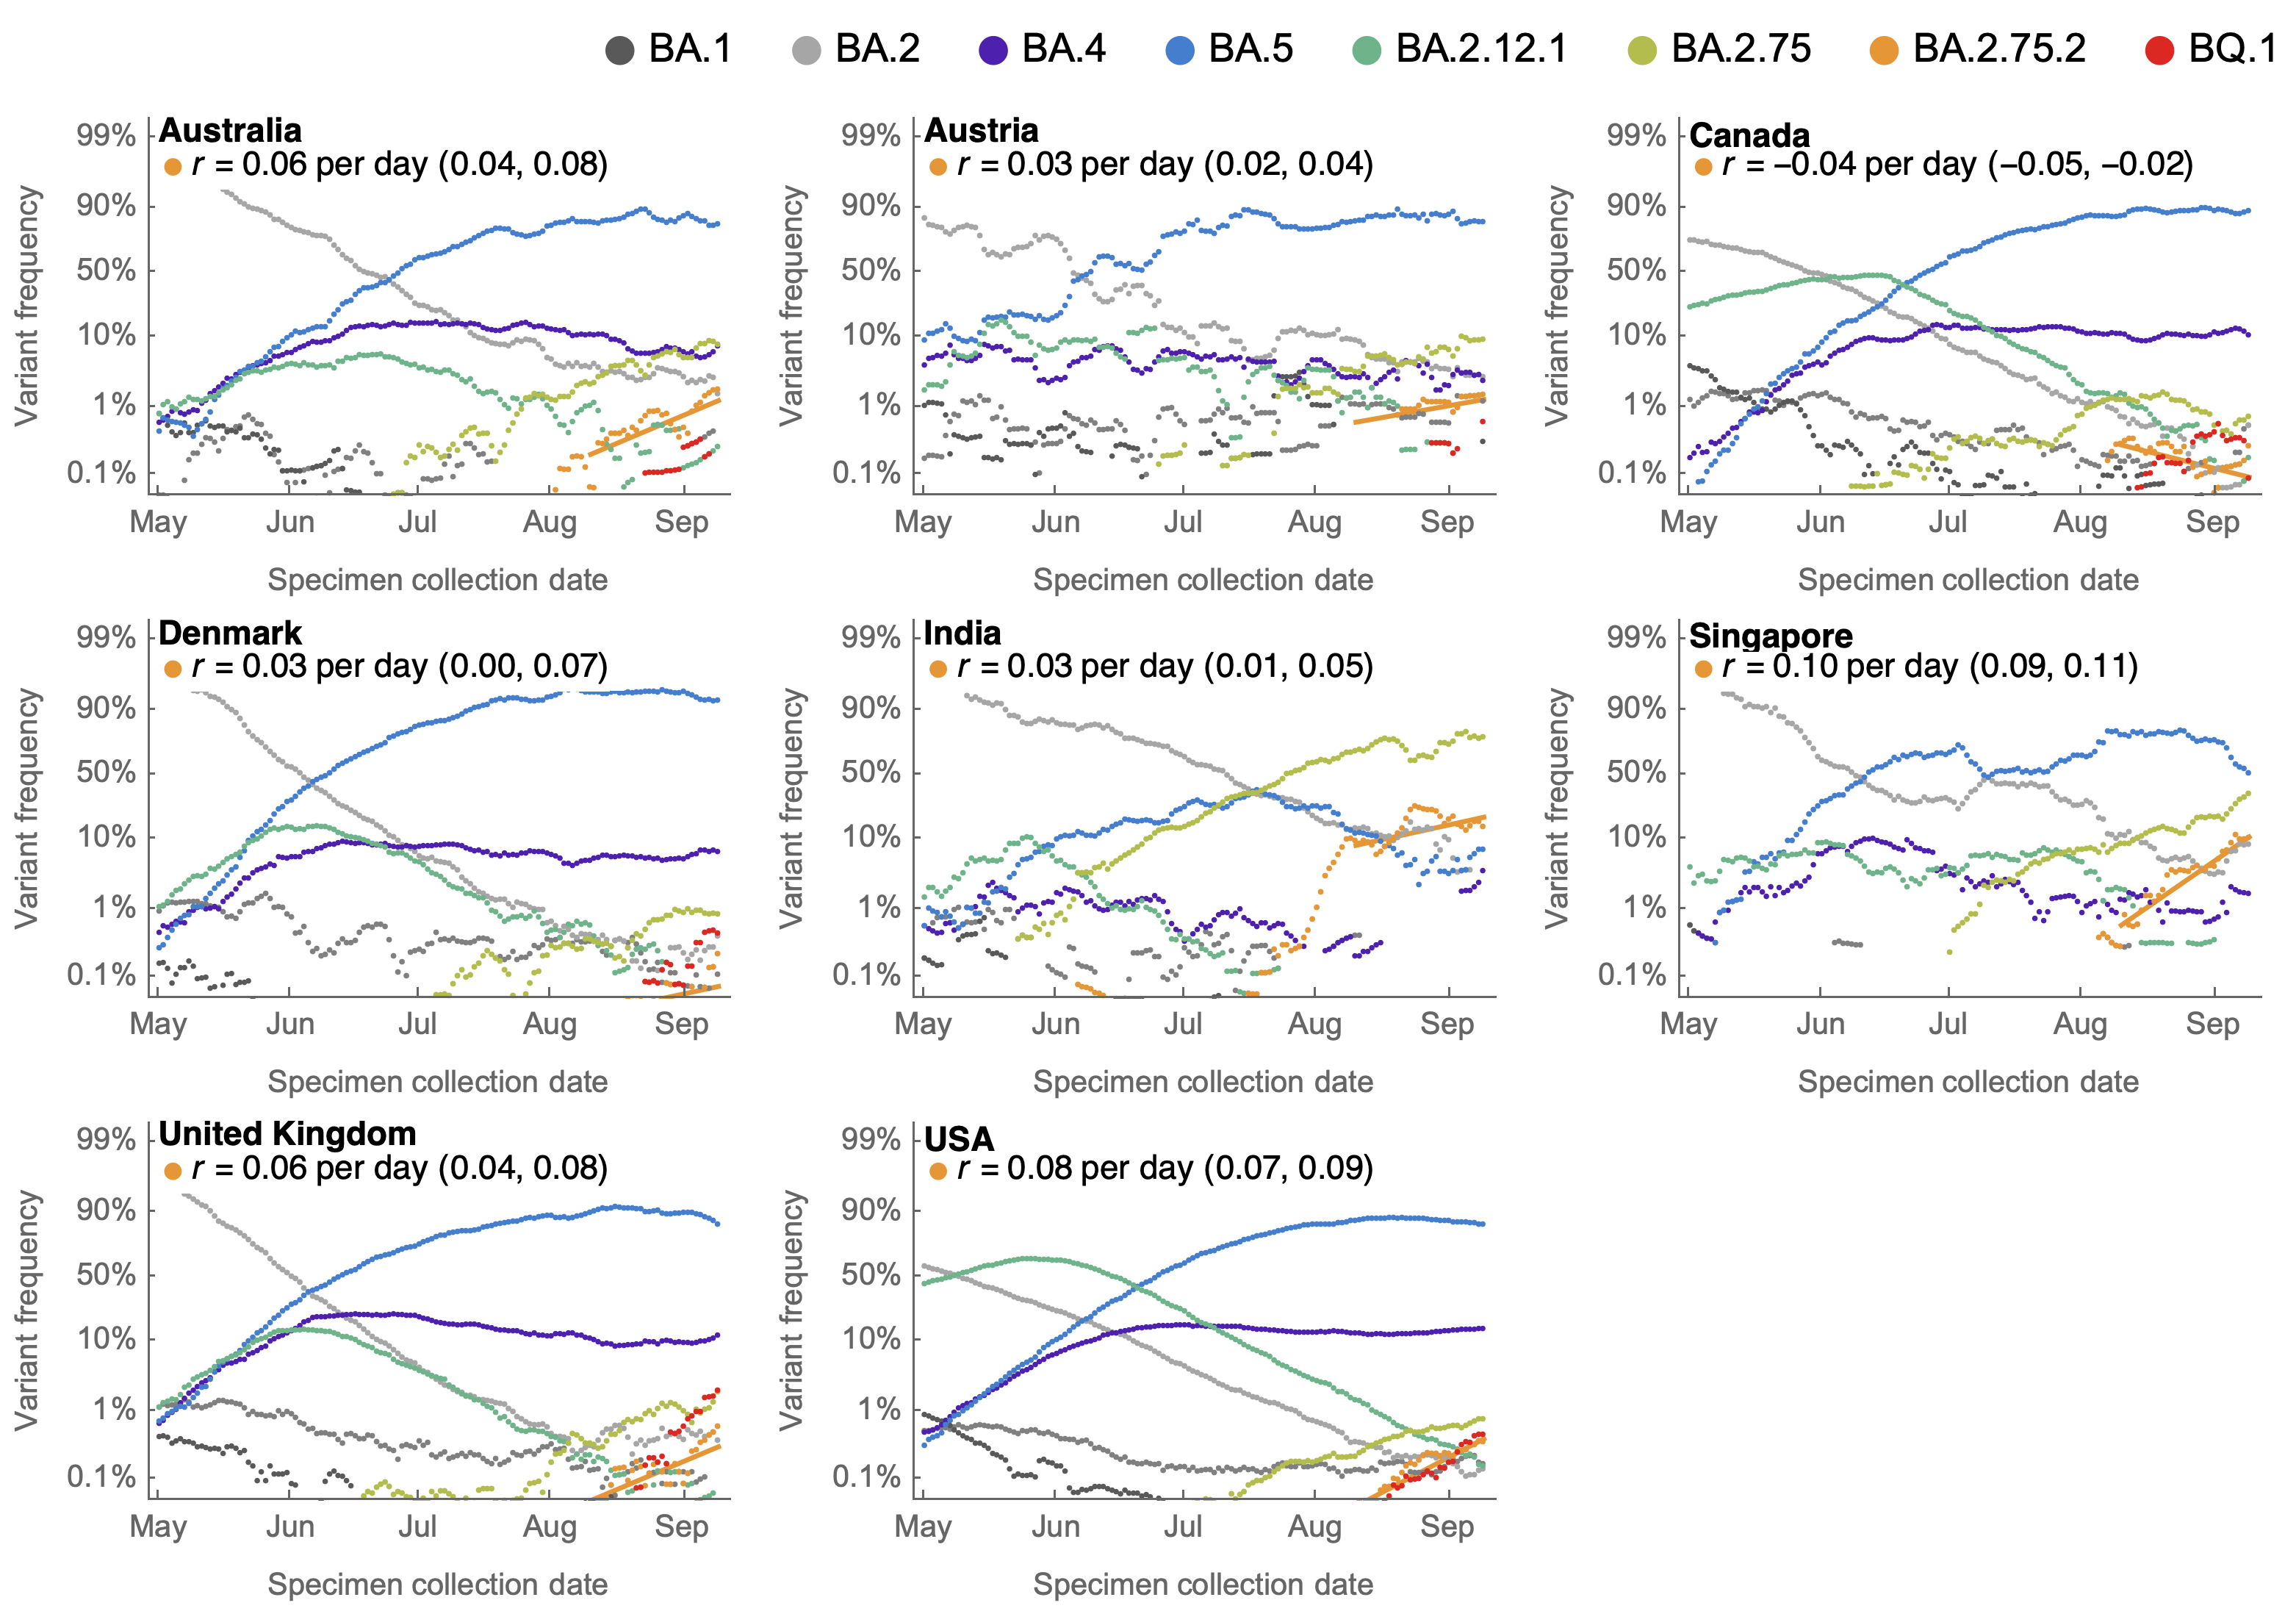 BA.1 BA.2 BA.4 BA.5 BA.2.12.1 BA.2.75 BA.2.75.2 BQ.1
Australia
r = 0.06 per day (0.04, 0.08)
99%
90%
50%
10%
1%
0.1%
Variant frequency
May Jun Jul Aug Sep
Specimen collection date
Austria
r = 0.03 per day (0.02, 0.04)
99%
90%
50%
10%
1%
0.1%
Variant frequency
May Jun Jul Aug Sep
Specimen collection date
Canada
r = −0.04 per day (−0.05, −0.02)
99%
90%
50%
10%
1%
0.1%
Variant frequency
May Jun Jul Aug Sep
Specimen collection date
Denmark
r = 0.03 per day (0.00, 0.07)
99%
90%
50%
10%
1%
0.1%
Variant frequency
May Jun Jul Aug Sep
Specimen collection date
India
r = 0.03 per day (0.01, 0.05)
99%
90%
50%
10%
1%
0.1%
Variant frequency
May Jun Jul Aug Sep
Specimen collection date
Singapore
r = 0.10 per day (0.09, 0.11)
99%
90%
50%
10%
1%
0.1%
Variant frequency
May Jun Jul Aug Sep
Specimen collection date
United Kingdom
r = 0.06 per day (0.04, 0.08)
99%
90%
50%
10%
1%
0.1%
Variant frequency
May Jun Jul Aug Sep
Specimen collection date
USA
r = 0.08 per day (0.07, 0.09)
99%
90%
50%
10%
1%
0.1%
Variant frequency
May Jun Jul Aug Sep
Specimen collection date